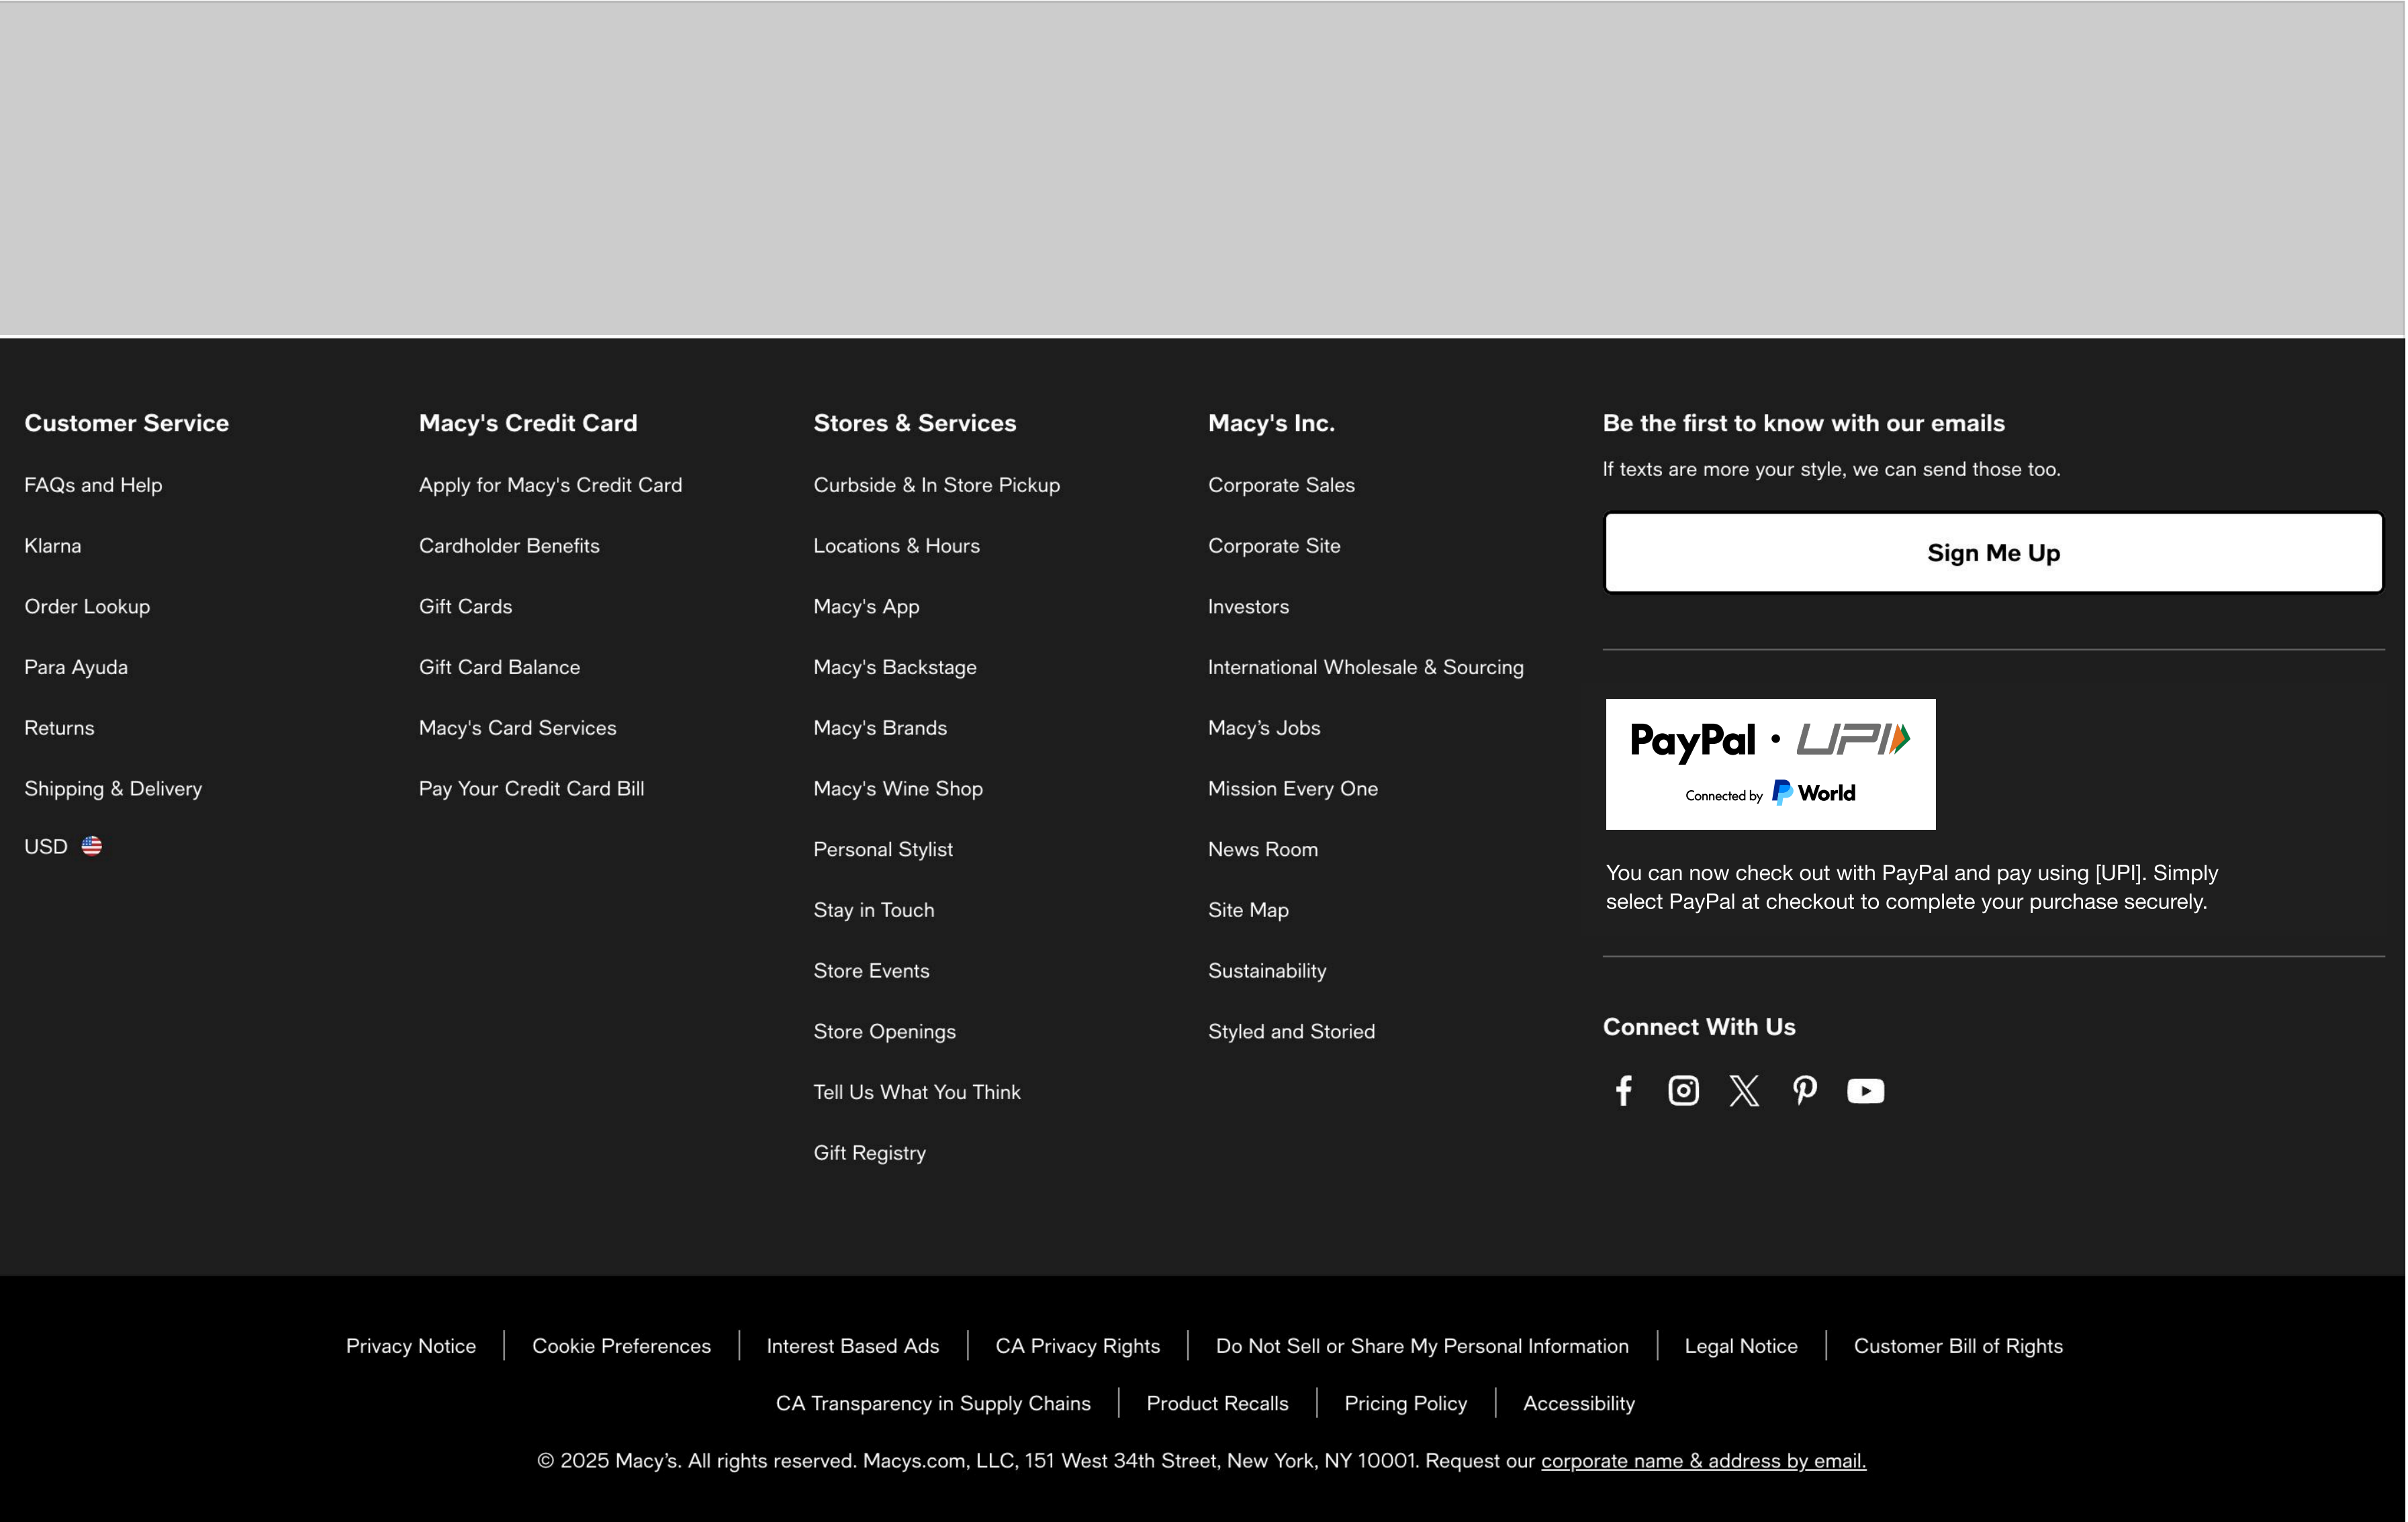 Customer Service
FAQs and Help
Klarna
Order Lookup
Para Ayuda
Returns
Shipping & Delivery
USD
Macy's Credit Card
Apply for Macy's Credit Card
Cardholder Benefits
Gift Cards
Gift Card Balance
Macy's Card Services
Pay Your Credit Card Bill
Stores & Services
Curbside & In Store Pickup
Locations & Hours
Macy's App
Macy's Backstage
Macy's Brands
Macy's Wine Shop
Personal Stylist
Stay in Touch
Store Events
Store Openings
Tell Us What You Think
Gift Registry
Macy's Inc.
Corporate Sales
Corporate Site
Investors
International Wholesale & Sourcing
Macy’s Jobs
Mission Every One
News Room
Site Map
Sustainability
Styled and Storied
Be the first to know with our emails
If texts are more your style, we can send those too.
Sign Me Up
PayPal · UPI
Connected by P World
You can now check out with PayPal and pay using [UPI]. Simply
select PayPal at checkout to complete your purchase securely.
Connect With Us
Privacy Notice | Cookie Preferences | Interest Based Ads | CA Privacy Rights | Do Not Sell or Share My Personal Information | Legal Notice | Customer Bill of Rights
CA Transparency in Supply Chains | Product Recalls | Pricing Policy | Accessibility
© 2025 Macy’s. All rights reserved. Macys.com, LLC, 151 West 34th Street, New York, NY 10001. Request our corporate name & address by email.